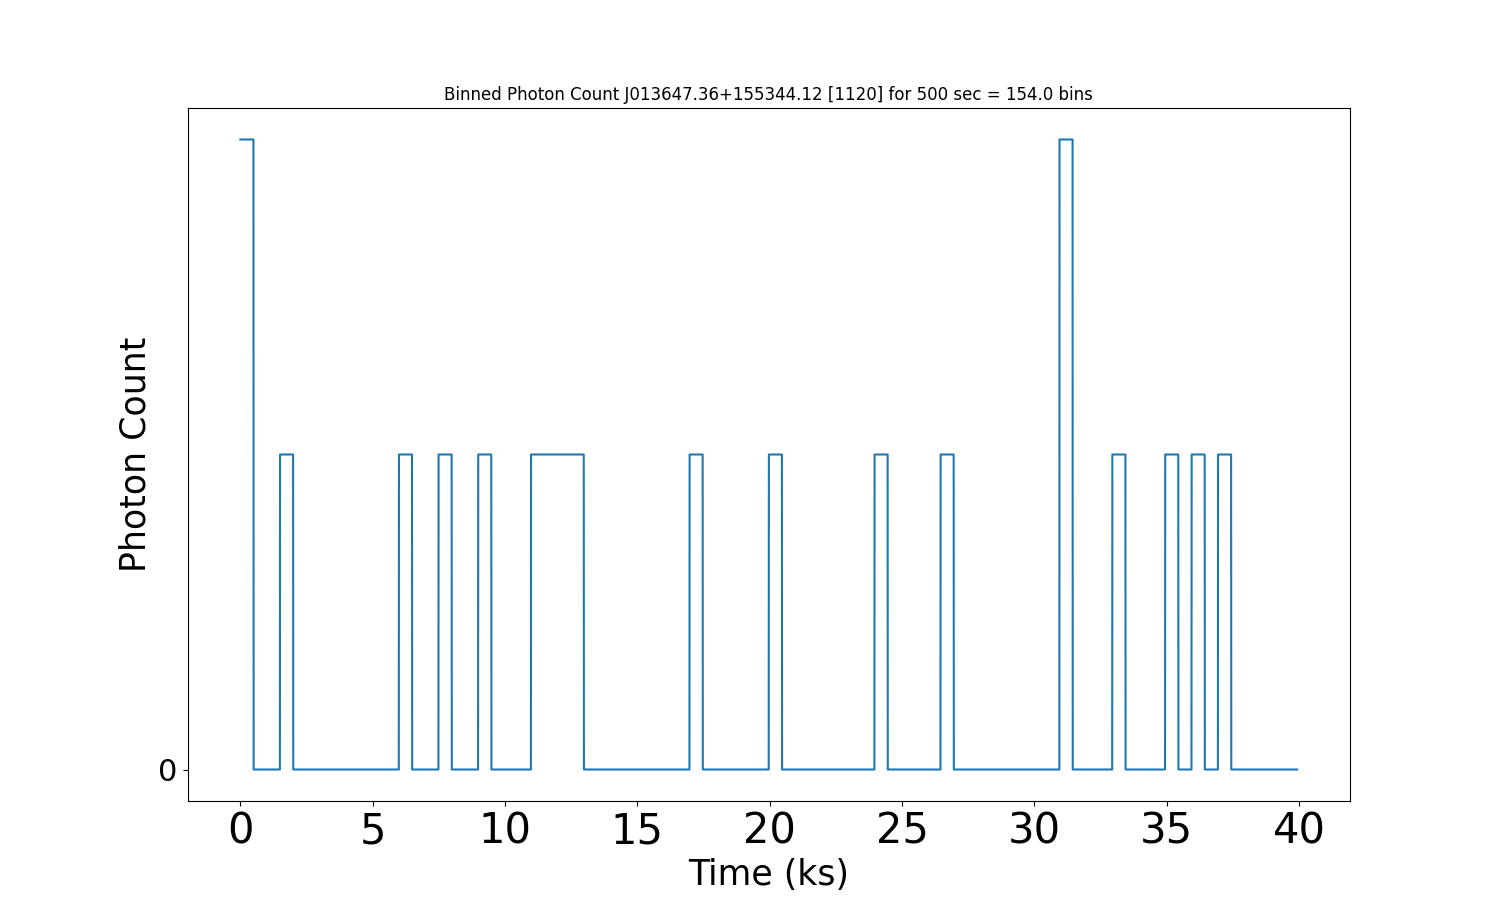 Binned Photon Count J013647.36+155344.12 [1120] for 500 sec = 154.0 bins
Photon Count
0
0 5 10 15 20 25 30 35 40
Time (ks)